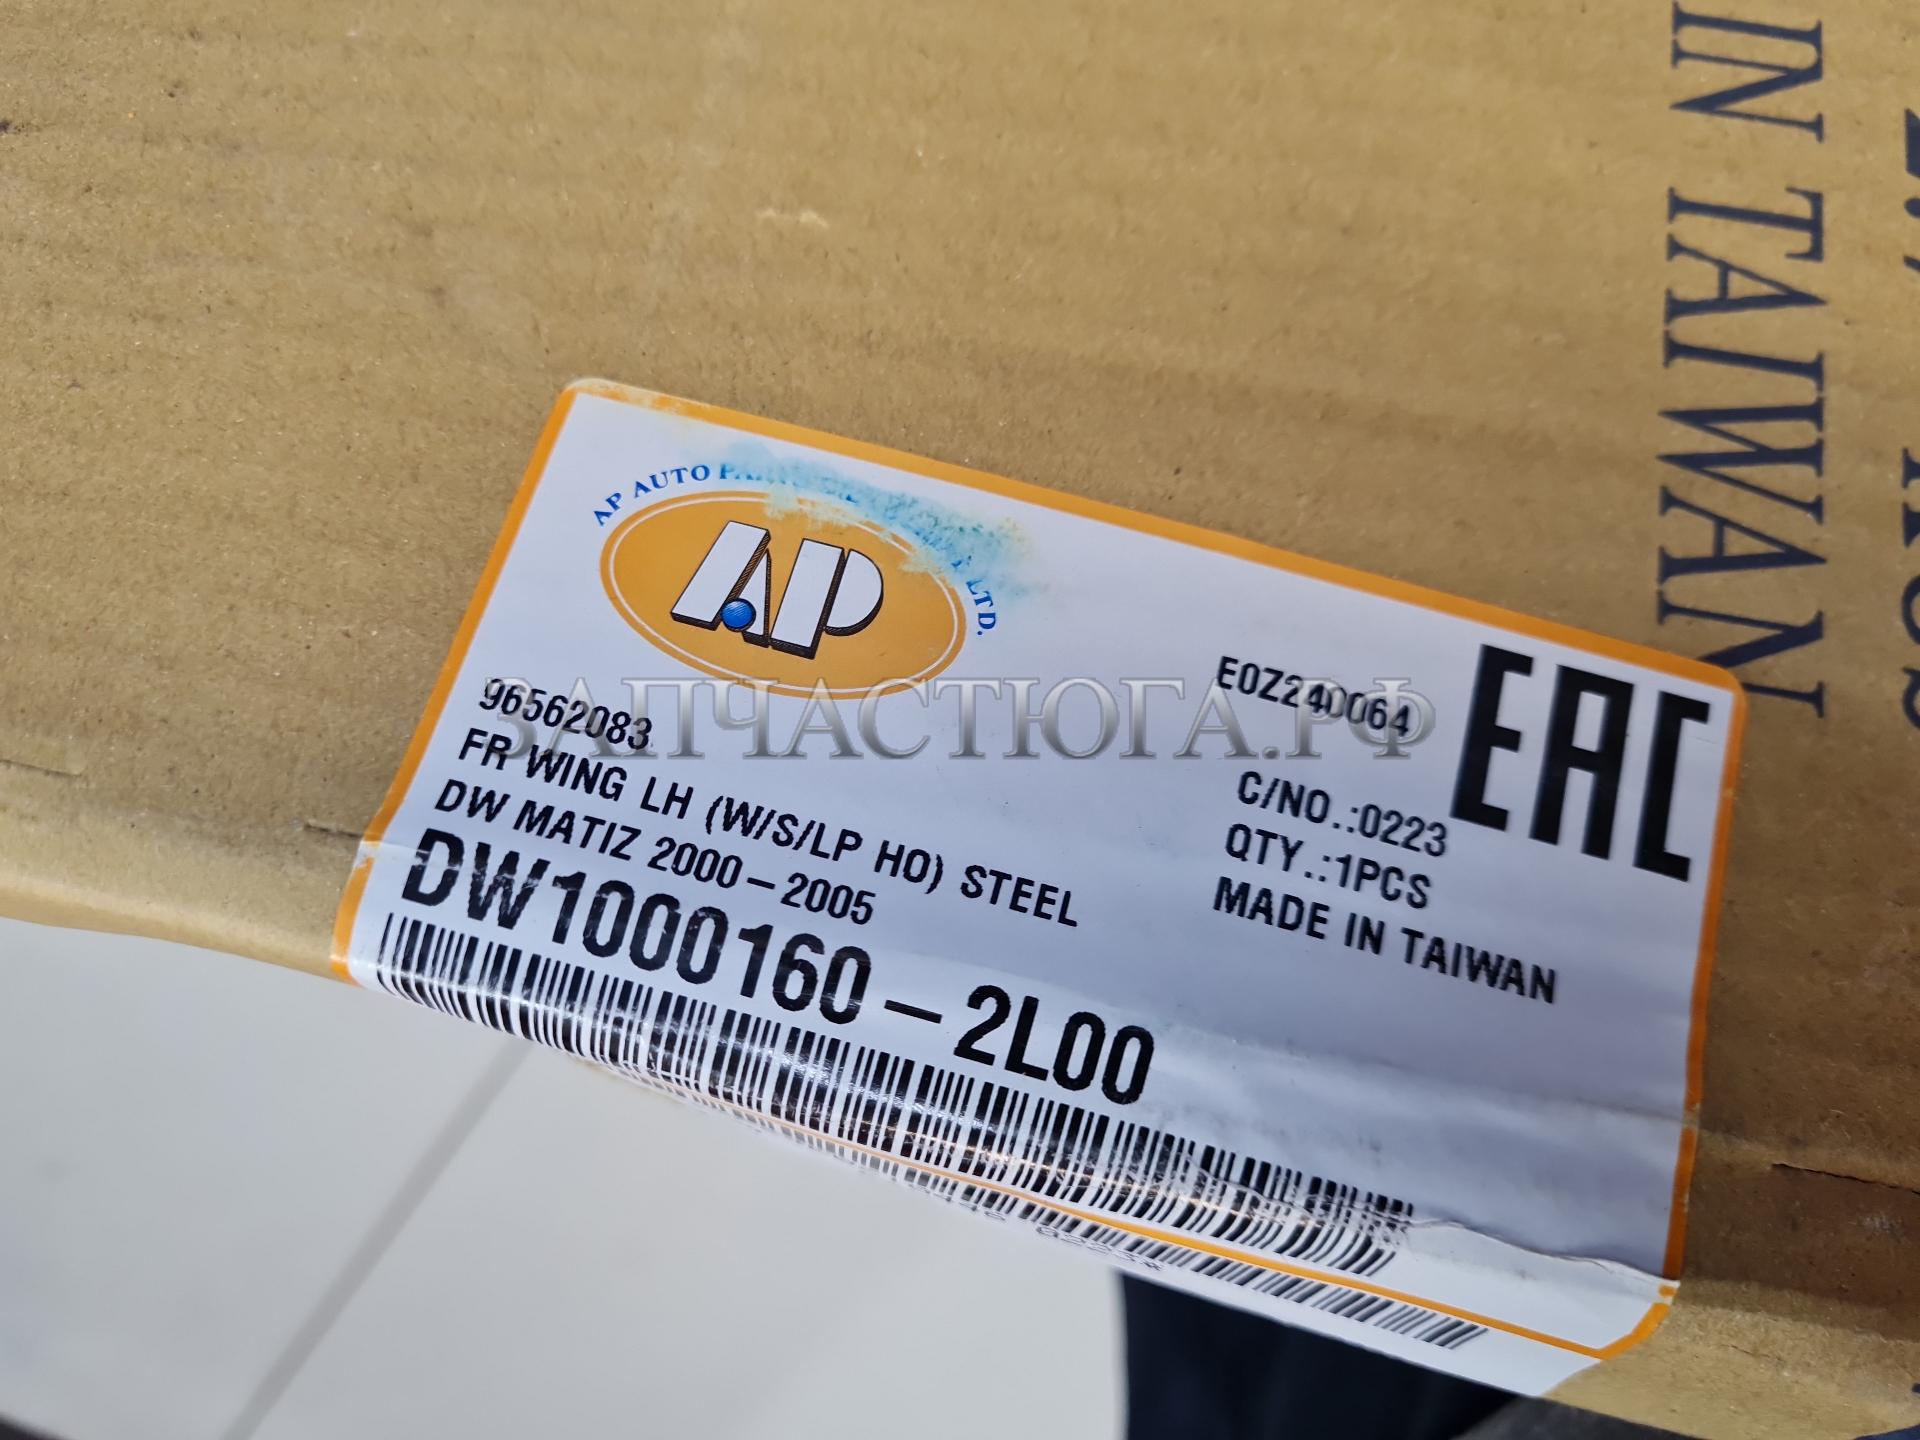 IN TAIWAN
AP AUTO
LTD.
AP
96562083
FR WING LH (W/S/LP HO) STEEL
DW MATIZ 2000-2005
DW1000160-2L00
E0Z240064
C/NO.:0223
QTY.:1PCS
MADE IN TAIWAN
EAC
ЗАПЧАСТЮГА.РФ